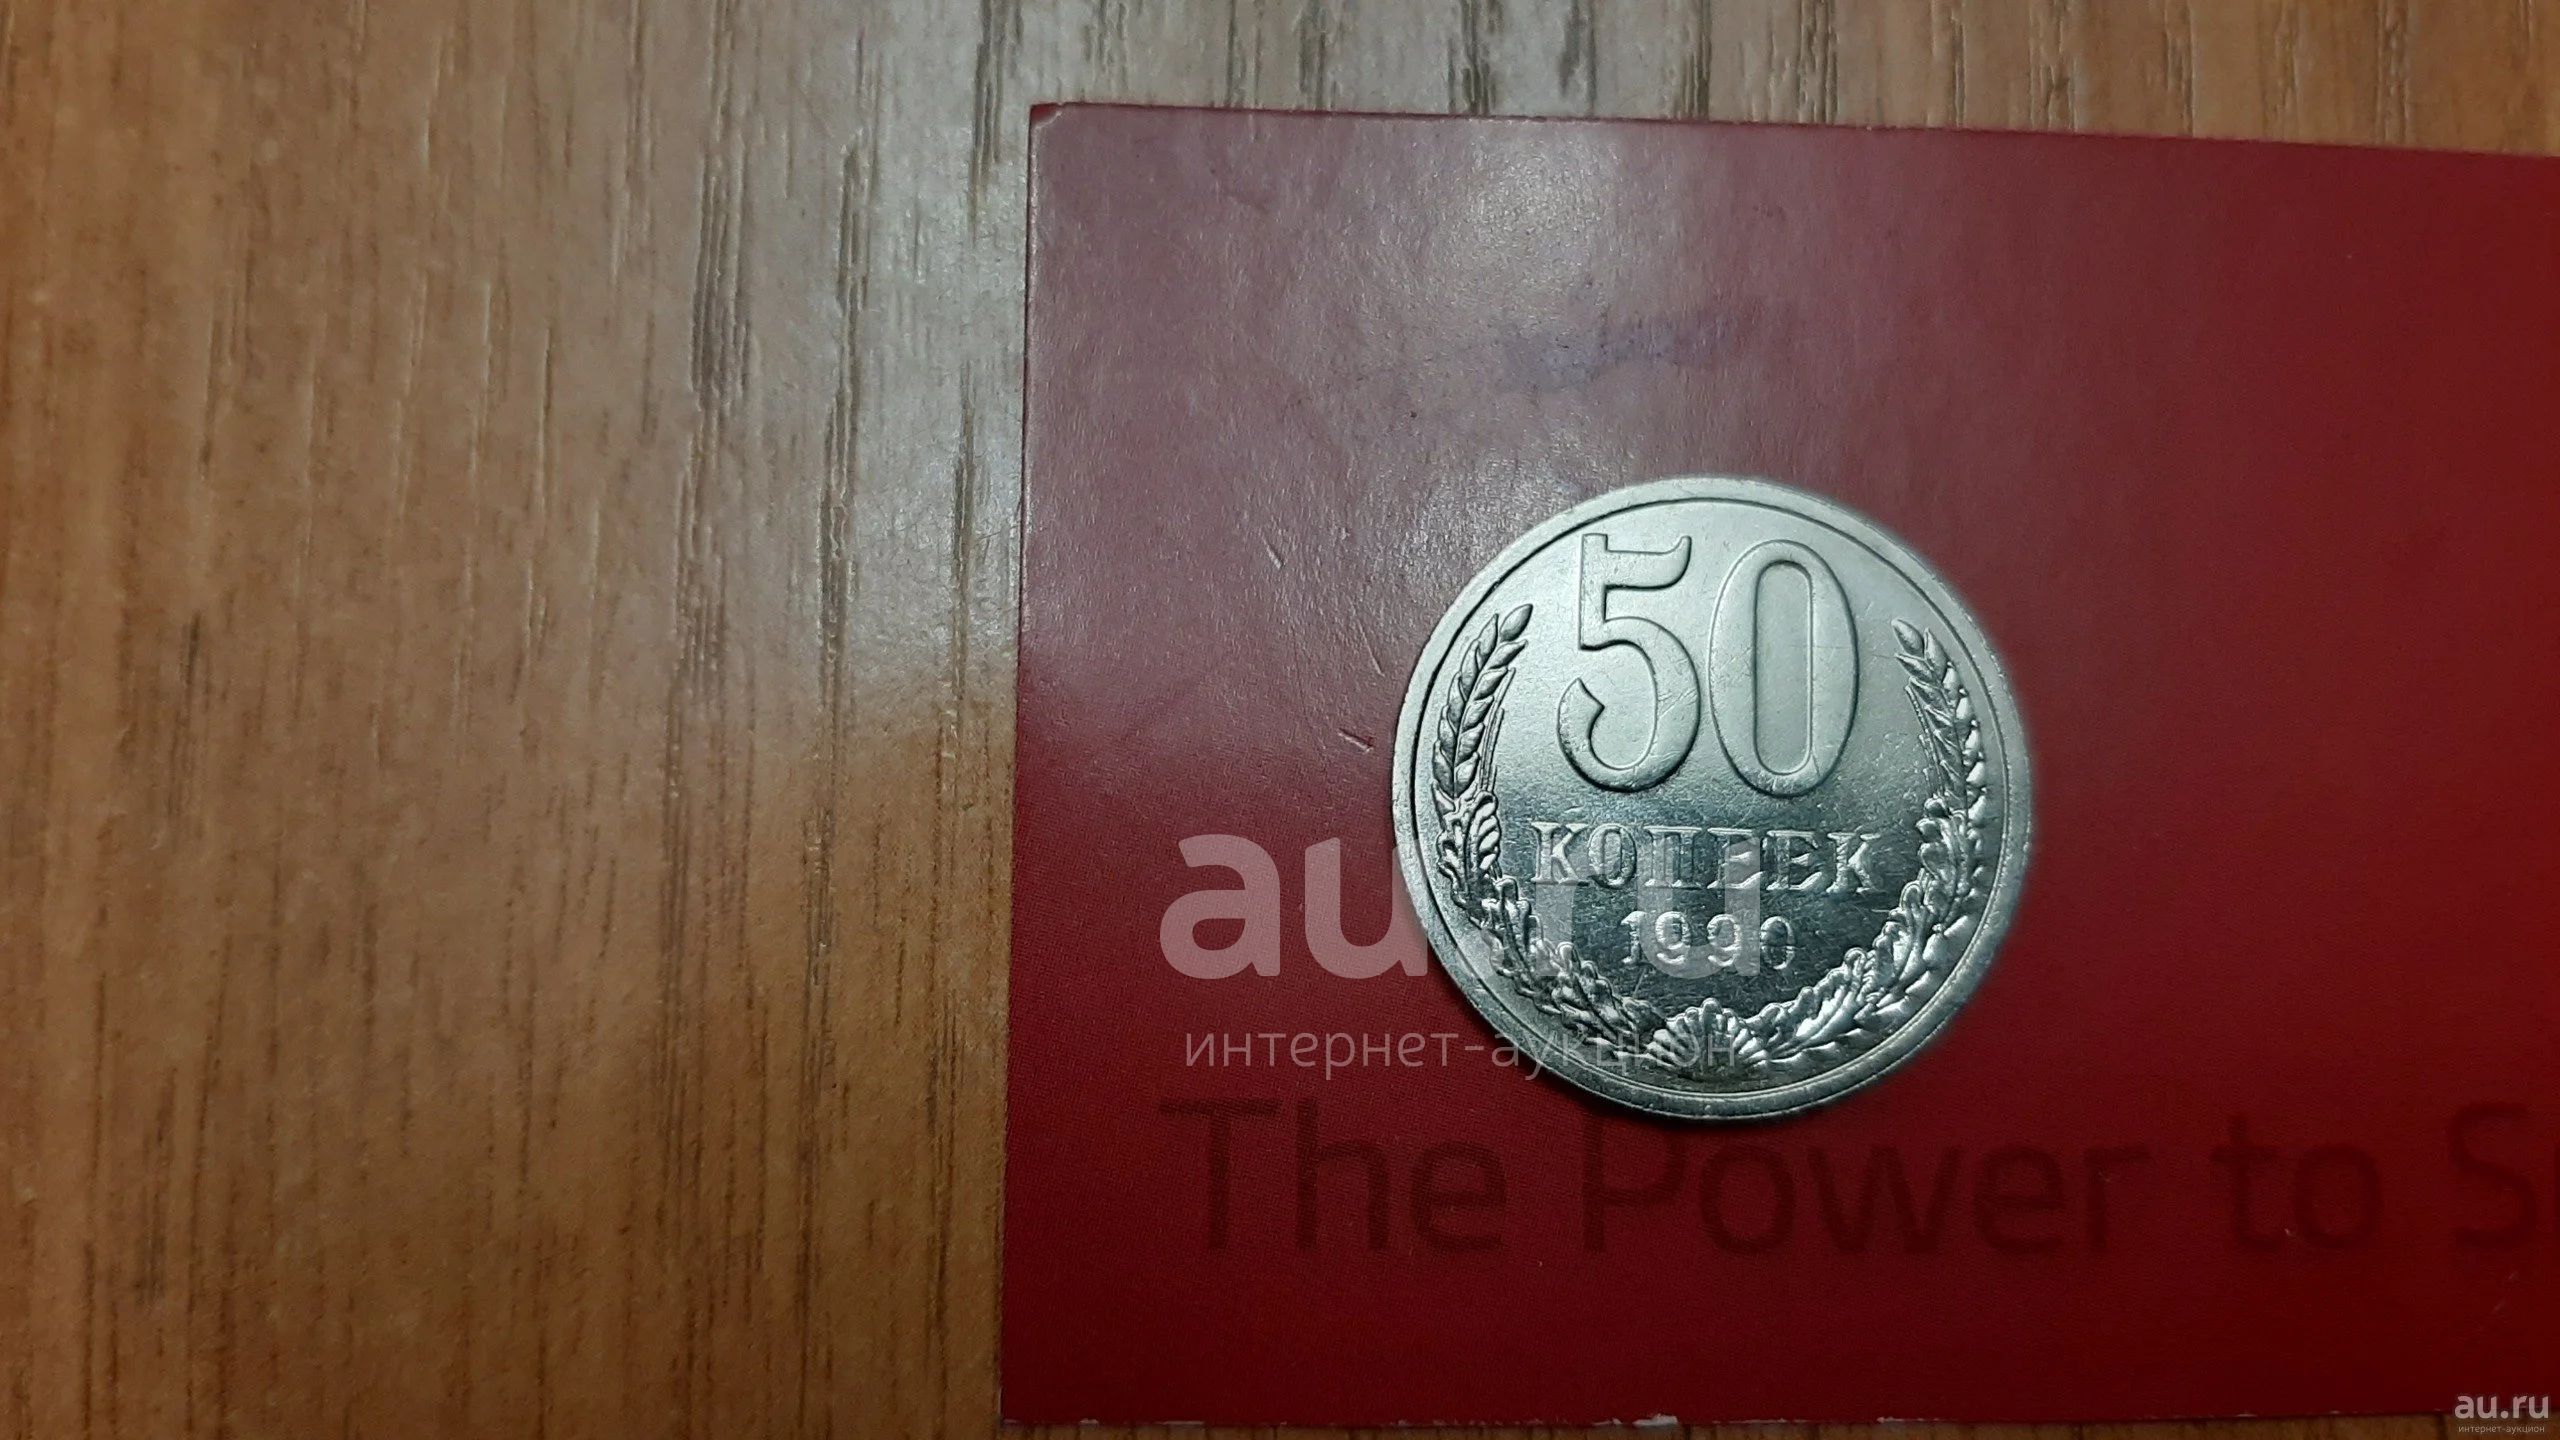 50
КОПЕЕК
1990
au.ru
интернет-аукцион
The Power to
au.ru
интернет-аукцион